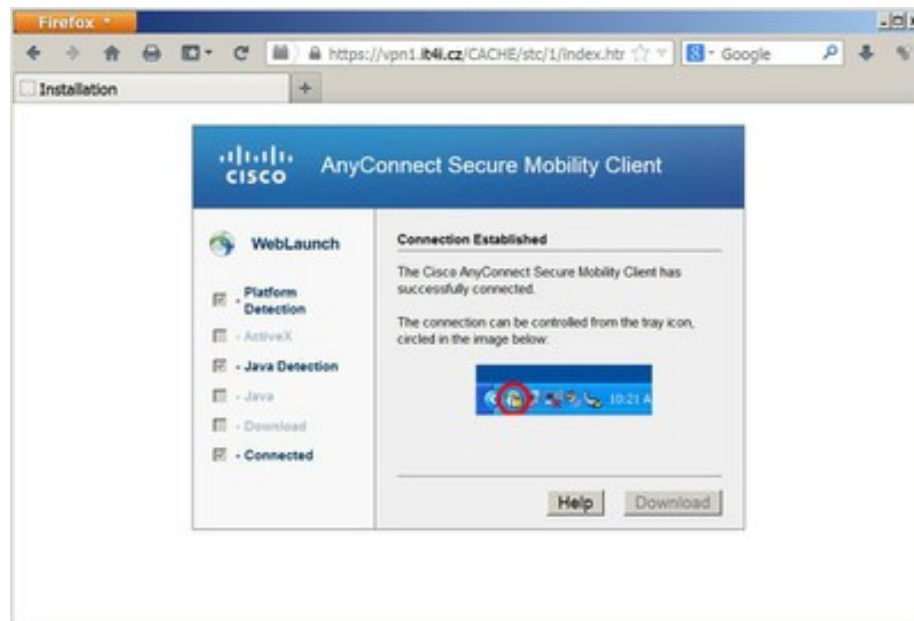 Firefox
https://vpn1.it4i.cz/CACHE/stc/1/index.htr
Google
Installation
CISCO
AnyConnect Secure Mobility Client
WebLaunch
- Platform
Detection
- ActiveX
- Java Detection
- Java
- Download
- Connected
Connection Established
The Cisco AnyConnect Secure Mobility Client has
successfully connected.
The connection can be controlled from the tray icon,
circled in the image below:
10:21 A
Help
Download